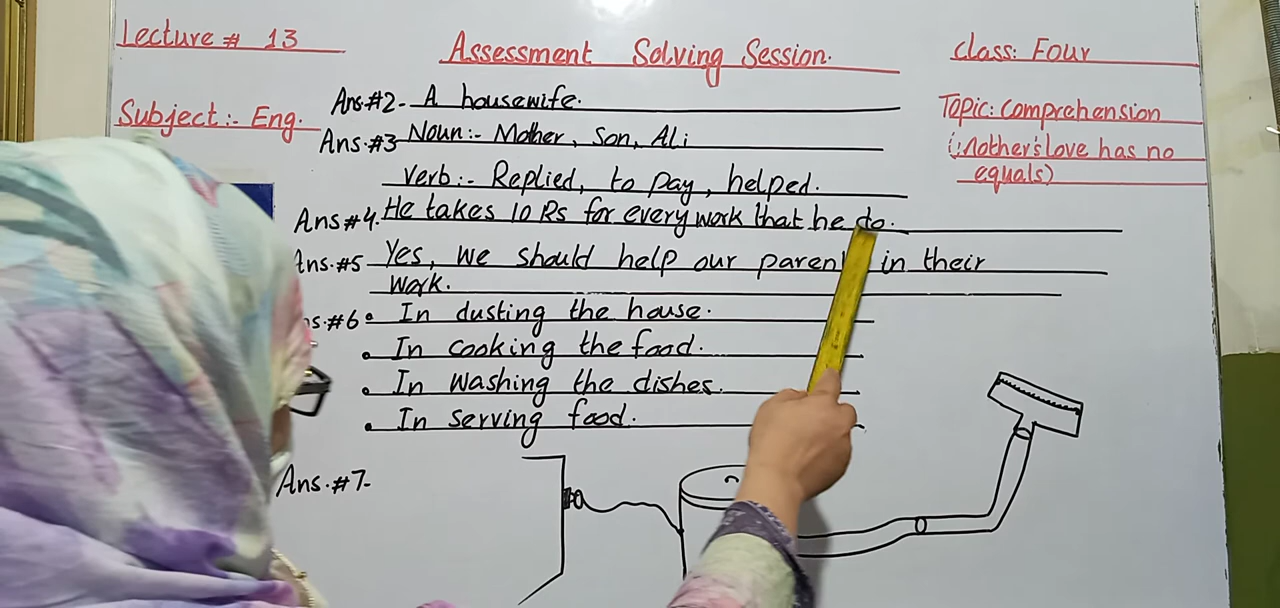 Lecture # 13
Assessment Solving Session.
Class: Four
Subject:- Eng.
Topic: Comprehension
(Mother's love has no
equals)
Ans.#2- A housewife.
Ans.#3 Noun:- Mother, Son, Ali
Verb:- Replied, to pay, helped.
Ans#4. He takes 10 Rs for every work that he do.
Ans.#5 Yes, we should help our in their
work.
#6 • In dusting the house.
• In cooking the food.
• In washing the dishes.
• In serving food.
Ans.#7-